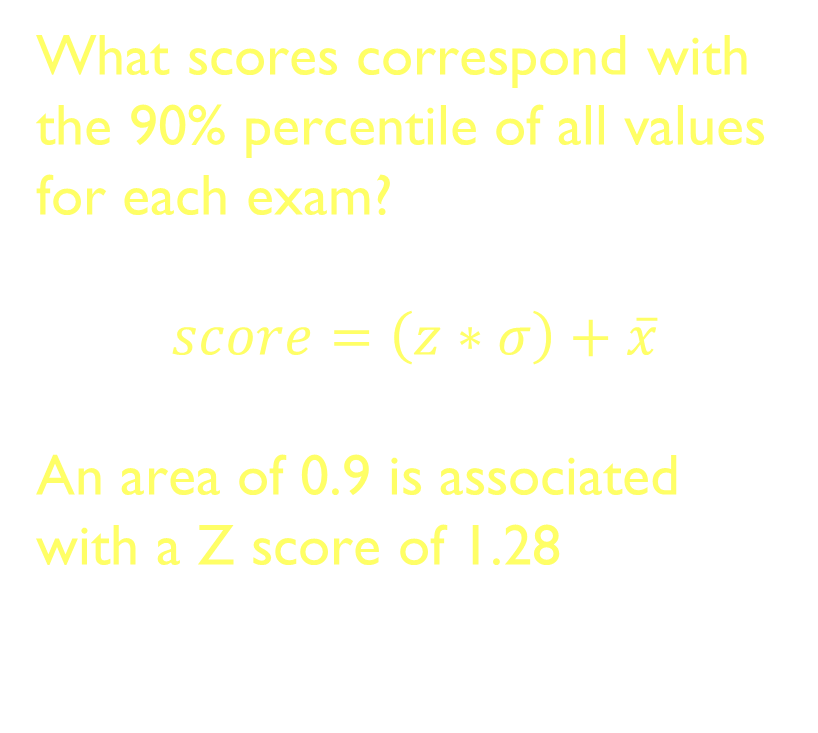 What scores correspond with
the 90% percentile of all values
for each exam?
𝑠𝑐𝑜𝑟𝑒 = (𝑧 ∗ 𝜎) + 𝑥̄
An area of 0.9 is associated
with a Z score of 1.28